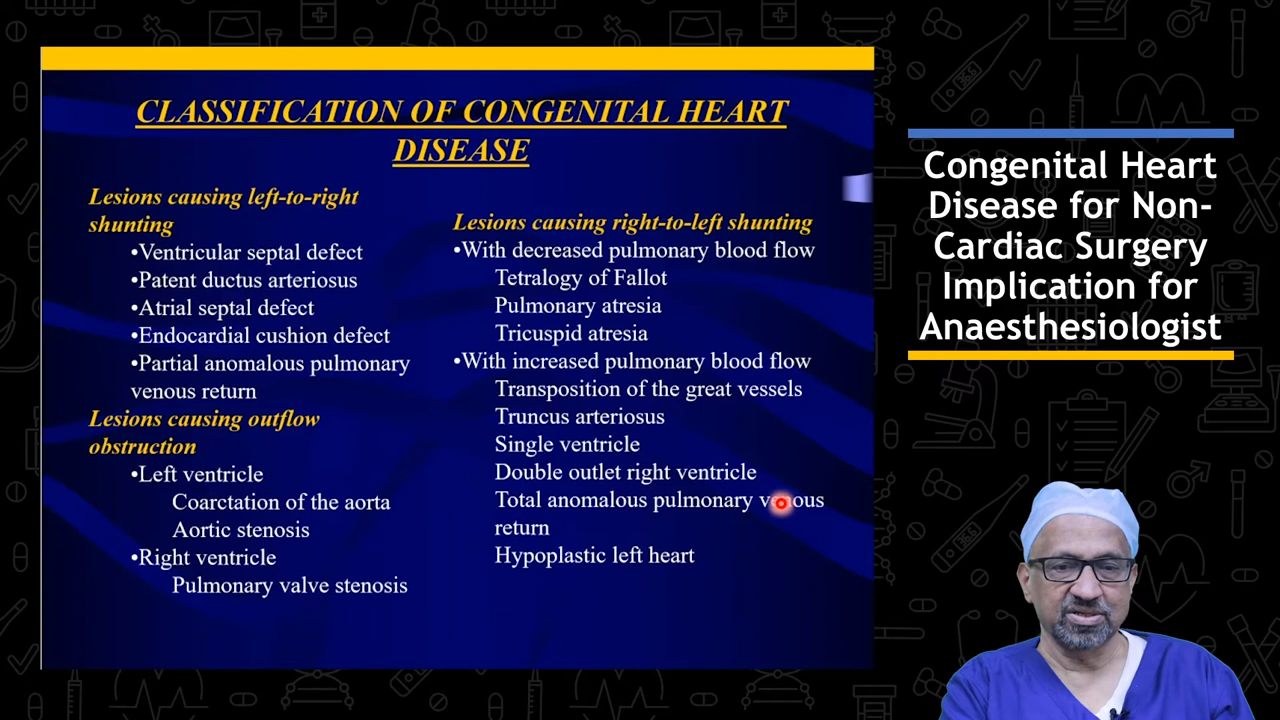 CLASSIFICATION OF CONGENITAL HEART
DISEASE
Lesions causing left-to-right
shunting
•Ventricular septal defect
•Patent ductus arteriosus
•Atrial septal defect
•Endocardial cushion defect
•Partial anomalous pulmonary
venous return
Lesions causing outflow
obstruction
•Left ventricle
Coarctation of the aorta
Aortic stenosis
•Right ventricle
Pulmonary valve stenosis
Lesions causing right-to-left shunting
•With decreased pulmonary blood flow
Tetralogy of Fallot
Pulmonary atresia
Tricuspid atresia
•With increased pulmonary blood flow
Transposition of the great vessels
Truncus arteriosus
Single ventricle
Double outlet right ventricle
Total anomalous pulmonary venous
return
Hypoplastic left heart
Congenital Heart
Disease for Non-
Cardiac Surgery
Implication for
Anaesthesiologist